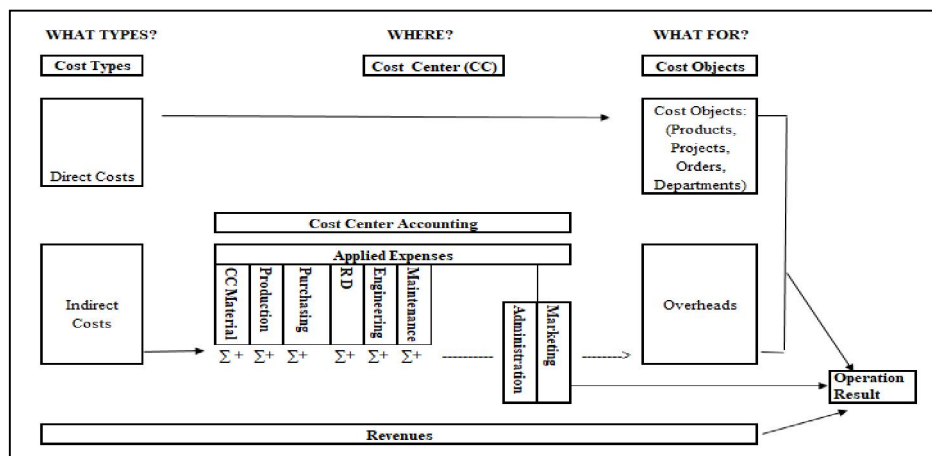 WHAT TYPES?
WHERE?
WHAT FOR?
Cost Types
Cost Center (CC)
Cost Objects
Direct Costs
Cost Objects:
(Products,
Projects,
Orders,
Departments)
Cost Center Accounting
Applied Expenses
Indirect
Costs
CC Material
Production
Purchasing
RD
Engineering
Maintenance
Administration
Marketing
Overheads
Σ + Σ+ Σ+ Σ+ Σ+ Σ+
Operation
Result
Revenues